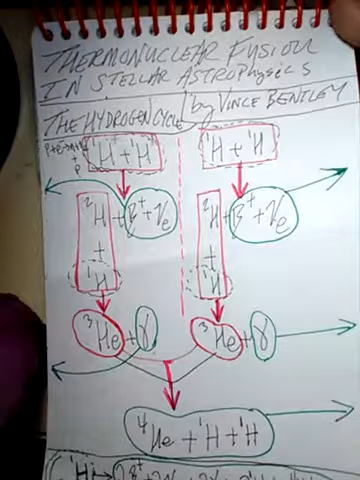 THERMONUCLEAR FUSION
IN STELLAR ASTROPHYSICS
THE HYDROGEN CYCLE / by VINCE BENTLEY
¹H + ¹H ¹H + ¹H
²H + β⁺ + νe ²H + β⁺ + νe
+ +
¹H ¹H
³He + γ ³He + γ
⁴He + ¹H + ¹H